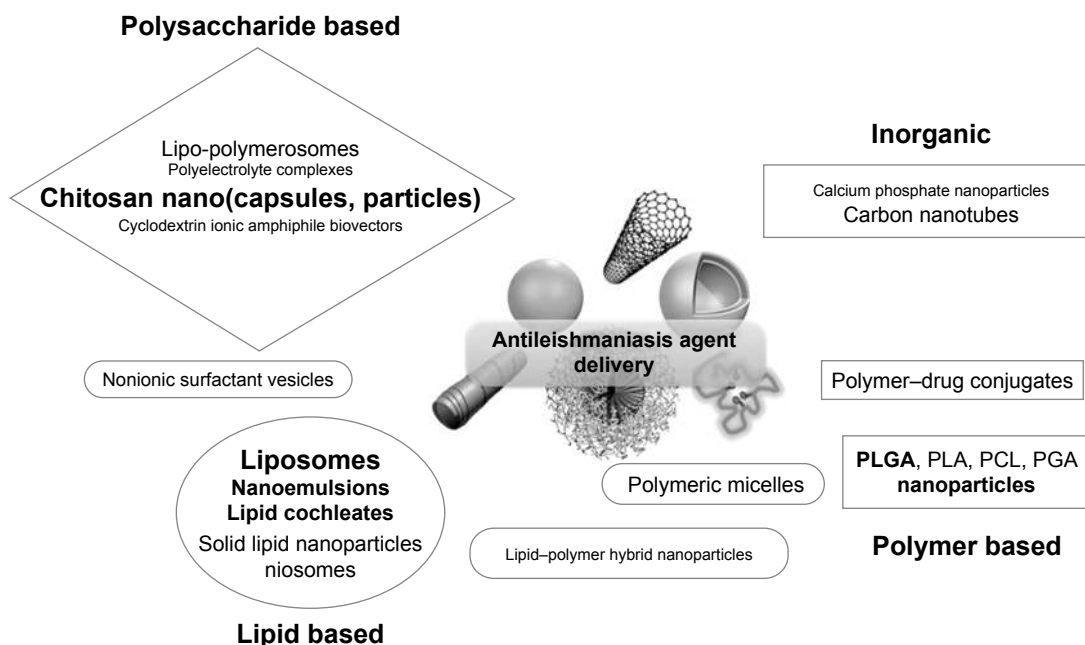 Polysaccharide based
Lipo-polymerosomes
Polyelectrolyte complexes
Chitosan nano(capsules, particles)
Cyclodextrin ionic amphiphile biovectors
Inorganic
Calcium phosphate nanoparticles
Carbon nanotubes
Antileishmaniasis agent
delivery
Nonionic surfactant vesicles
Polymer–drug conjugates
Liposomes
Nanoemulsions
Lipid cochleates
Solid lipid nanoparticles
niosomes
Lipid based
Polymeric micelles
Lipid–polymer hybrid nanoparticles
PLGA, PLA, PCL, PGA
nanoparticles
Polymer based